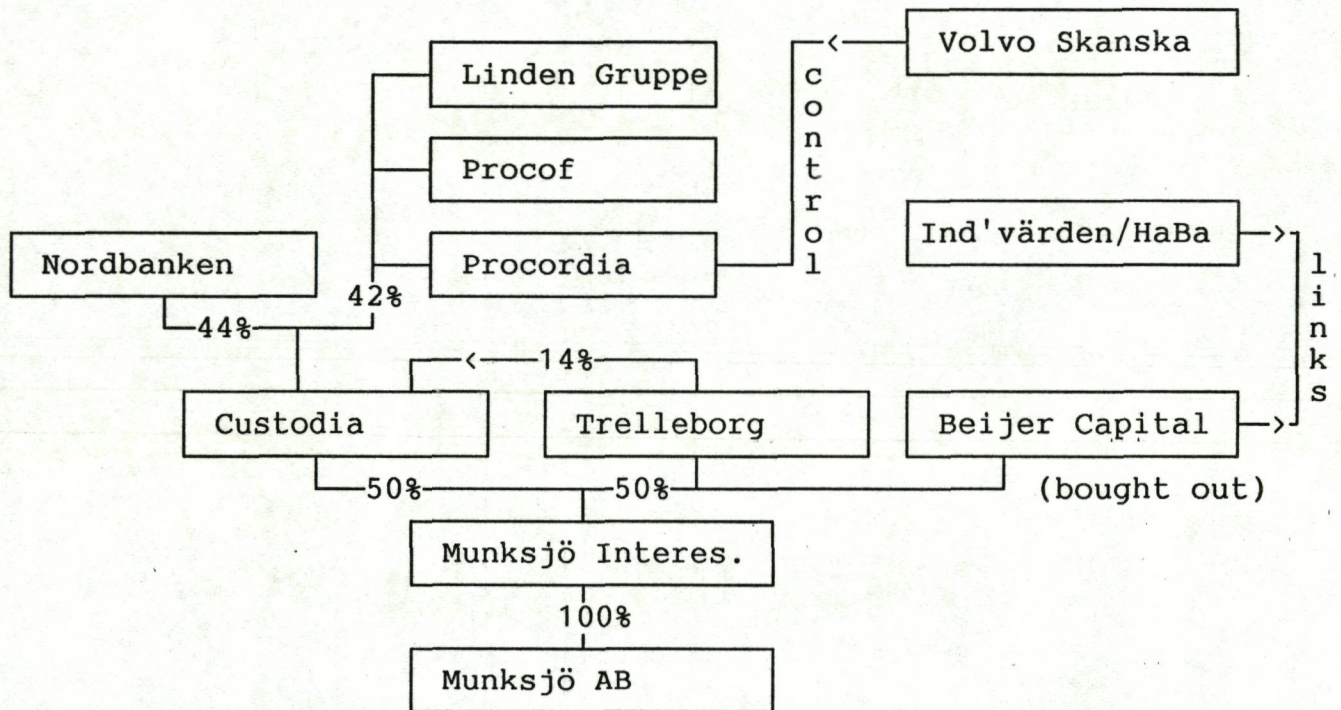 Volvo Skanska
Linden Gruppe
control
Procof
Ind'värden/HaBa
Nordbanken
Procordia
links
42%
44%
14%
Custodia
Trelleborg
Beijer Capital
50%
50%
(bought out)
Munksjö Interes.
100%
Munksjö AB